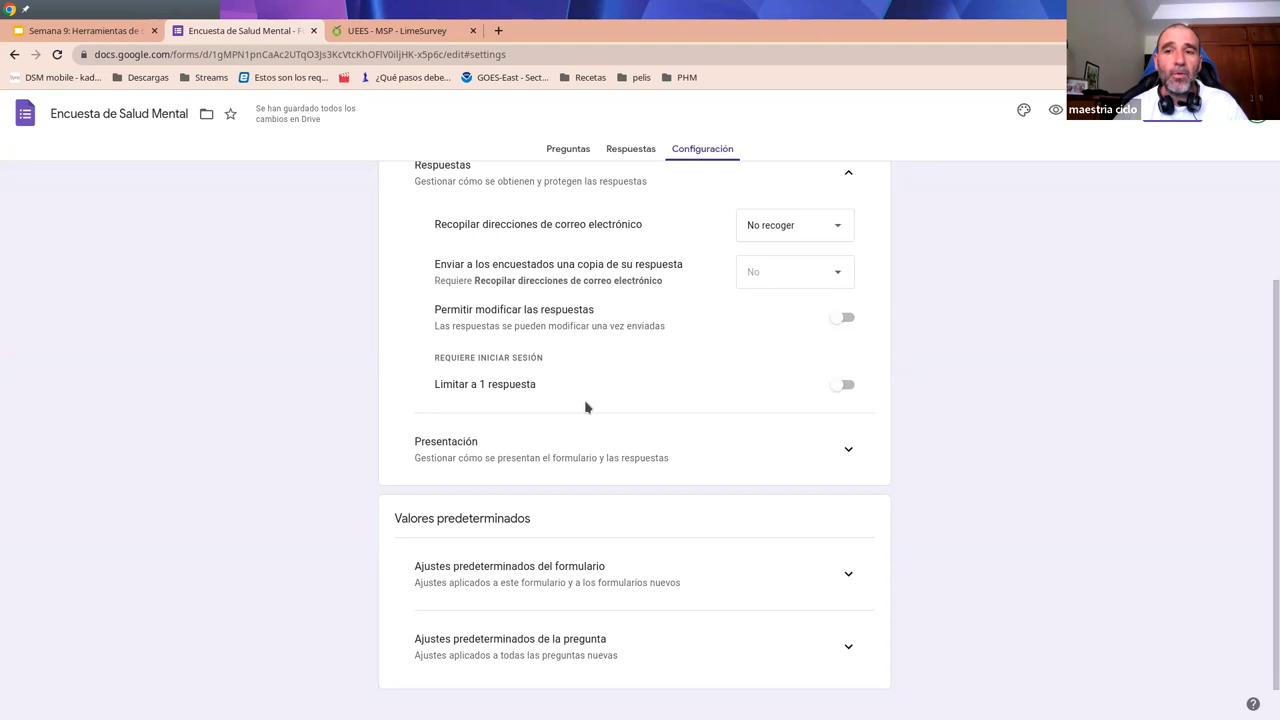 Semana 9: Herramientas de
Encuesta de Salud Mental - Fo
UEES - MSP - LimeSurvey
docs.google.com/forms/d/1gMPN1pnCaAc2UTqO3Js3KcVtcKhOFlV0iljHK-x5p6c/edit#settings
DSM mobile - kad...
Descargas
Streams
Estos son los req...
¿Qué pasos debe...
GOES-East - Sect...
Recetas
pelis
PHM
maestria ciclo
Encuesta de Salud Mental
Se han guardado todos los
cambios en Drive
Preguntas
Respuestas
Configuración
Respuestas
Gestionar cómo se obtienen y protegen las respuestas
Recopilar direcciones de correo electrónico
No recoger
Enviar a los encuestados una copia de su respuesta
Requiere Recopilar direcciones de correo electrónico
No
Permitir modificar las respuestas
Las respuestas se pueden modificar una vez enviadas
REQUIERE INICIAR SESIÓN
Limitar a 1 respuesta
Presentación
Gestionar cómo se presentan el formulario y las respuestas
Valores predeterminados
Ajustes predeterminados del formulario
Ajustes aplicados a este formulario y a los formularios nuevos
Ajustes predeterminados de la pregunta
Ajustes aplicados a todas las preguntas nuevas